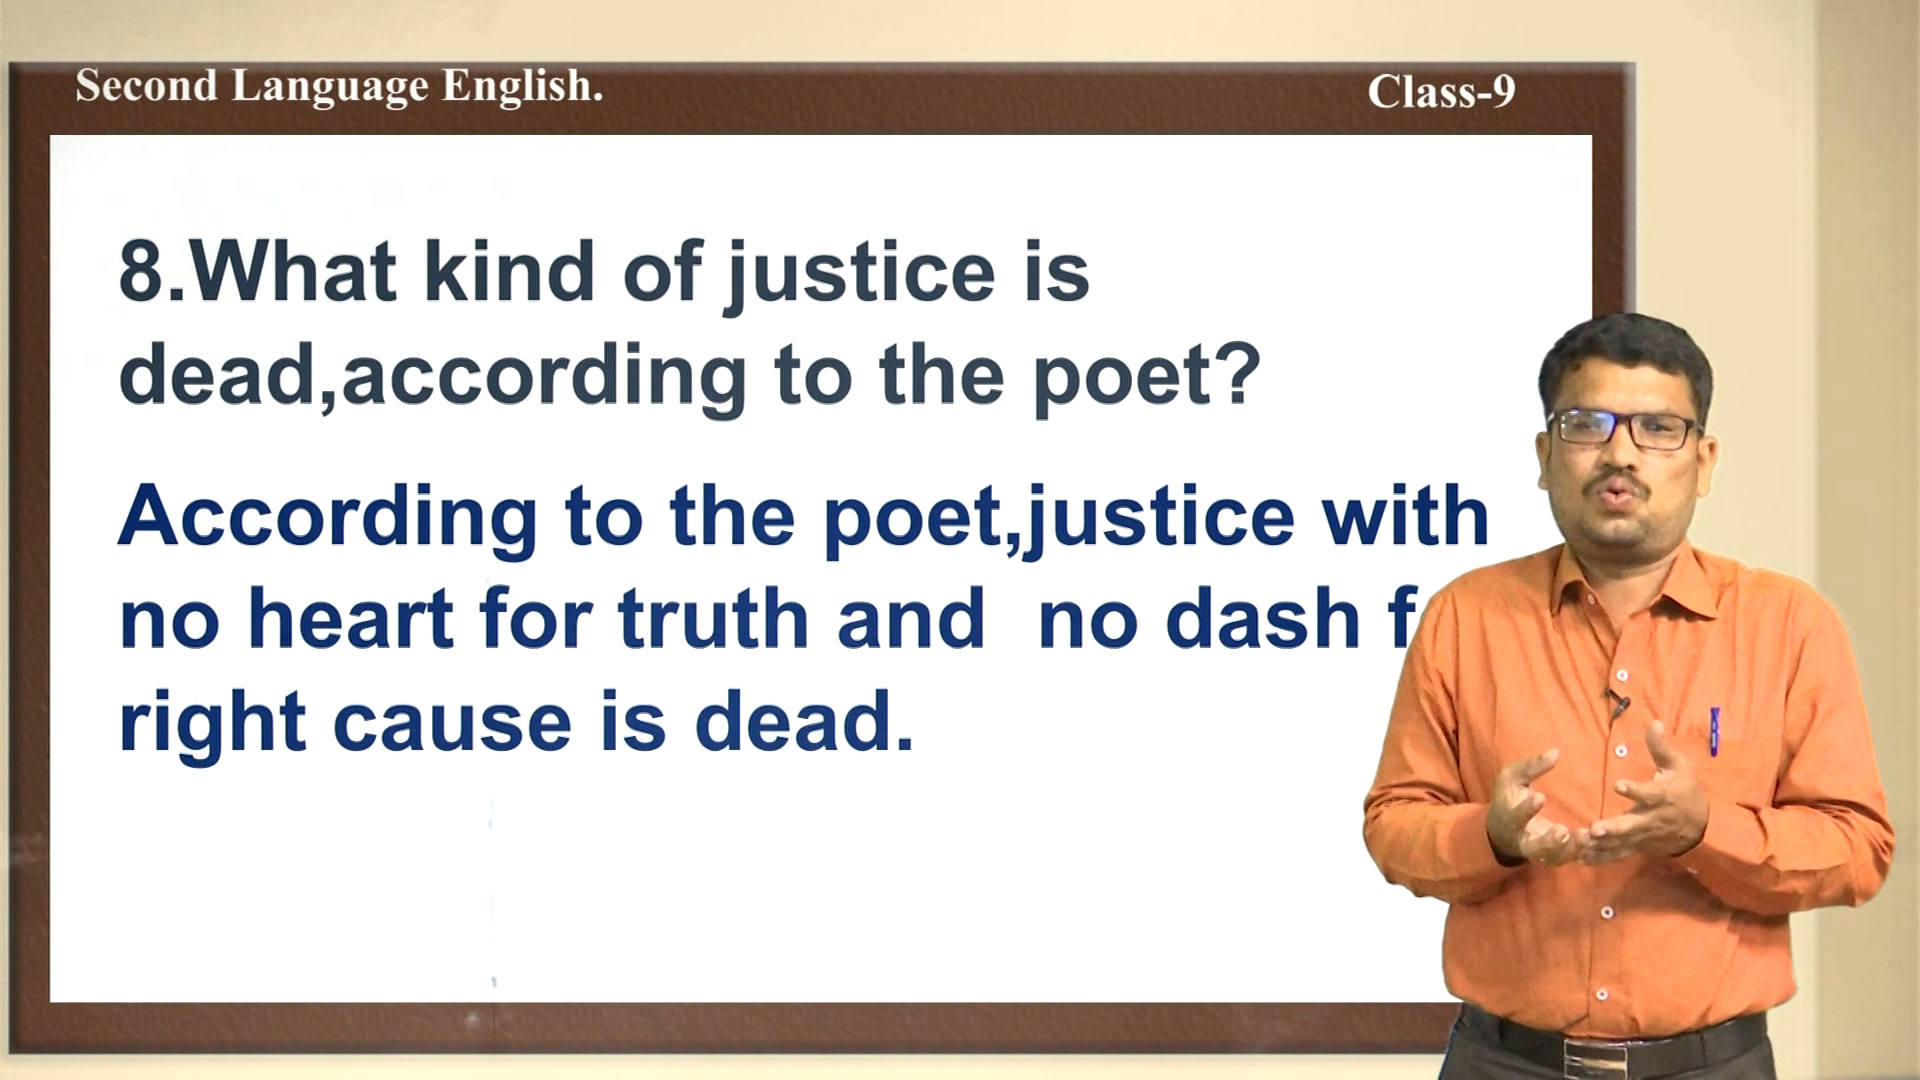 Second Language English.
Class-9
8.What kind of justice is
dead,according to the poet?
According to the poet,justice with
no heart for truth and no dash
right cause is dead.